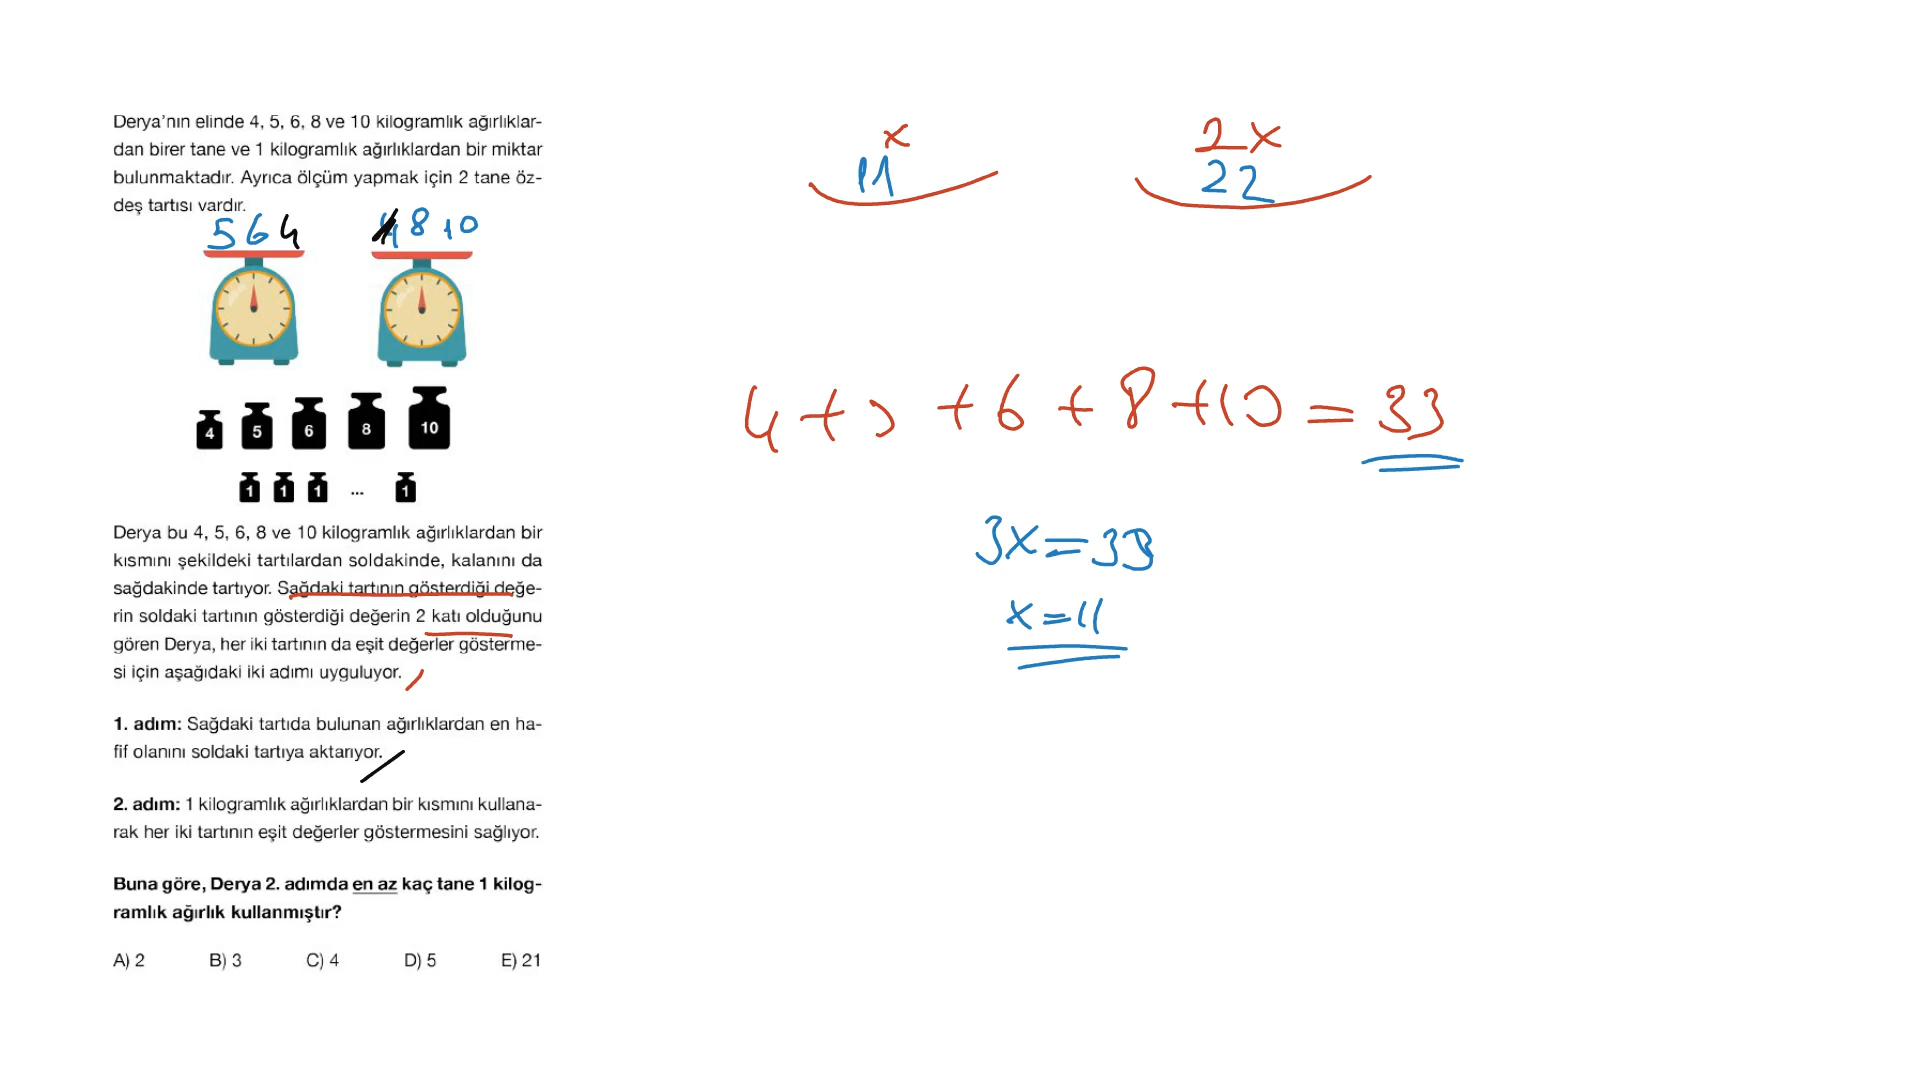 Derya’nın elinde 4, 5, 6, 8 ve 10 kilogramlık ağırlıklar-
dan birer tane ve 1 kilogramlık ağırlıklardan bir miktar
bulunmaktadır. Ayrıca ölçüm yapmak için 2 tane öz-
deş tartısı vardır.
5 6 4
8 10
4 5 6 8 10
1 1 1 ... 1
Derya bu 4, 5, 6, 8 ve 10 kilogramlık ağırlıklardan bir
kısmını şekildeki tartılardan soldakinde, kalanını da
sağdakinde tartıyor. Sağdaki tartının gösterdiği değe-
rin soldaki tartının gösterdiği değerin 2 katı olduğunu
gören Derya, her iki tartının da eşit değerler gösterme-
si için aşağıdaki iki adımı uyguluyor.
1. adım: Sağdaki tartıda bulunan ağırlıklardan en ha-
fif olanını soldaki tartıya aktarıyor.
2. adım: 1 kilogramlık ağırlıklardan bir kısmını kullana-
rak her iki tartının eşit değerler göstermesini sağlıyor.
Buna göre, Derya 2. adımda en az kaç tane 1 kilog-
ramlık ağırlık kullanmıştır?
A) 2 B) 3 C) 4 D) 5 E) 21
x
11
2x
22
4 + 5 + 6 + 8 + 10 = 33
3x = 33
x = 11